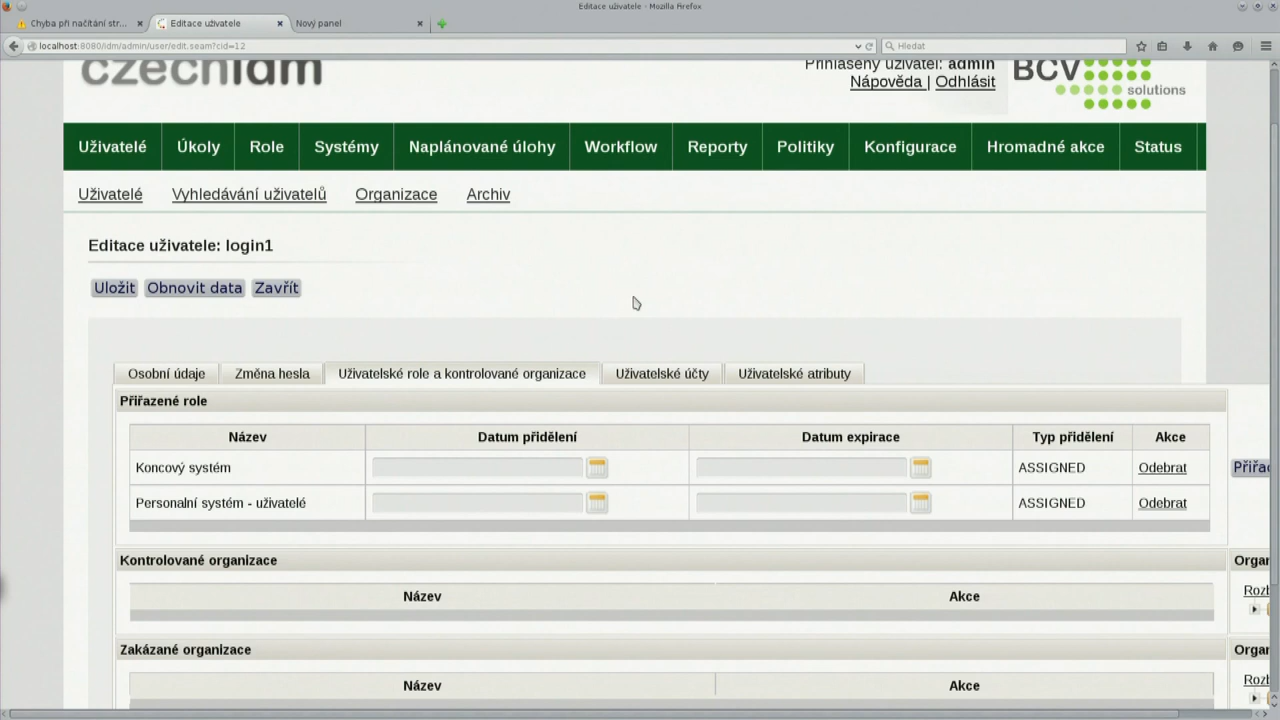 Editace uživatele - Mozilla Firefox
Chyba při načítání str...
Editace uživatele
Nový panel
localhost:8080/idm/admin/user/edit.seam?cid=12
Hledat
czechidm
Přihlášený uživatel: admin
Nápověda | Odhlásit
BCV solutions
Uživatelé Úkoly Role Systémy Naplánované úlohy Workflow Reporty Politiky Konfigurace Hromadné akce Status
Uživatelé Vyhledávání uživatelů Organizace Archiv
Editace uživatele: login1
Uložit Obnovit data Zavřít
Osobní údaje Změna hesla Uživatelské role a kontrolované organizace Uživatelské účty Uživatelské atributy
Přiřazené role
Název Datum přidělení Datum expirace Typ přidělení Akce
Koncový systém ASSIGNED Odebrat
Personalní systém - uživatelé ASSIGNED Odebrat
Kontrolované organizace
Název Akce
Zakázané organizace
Název Akce